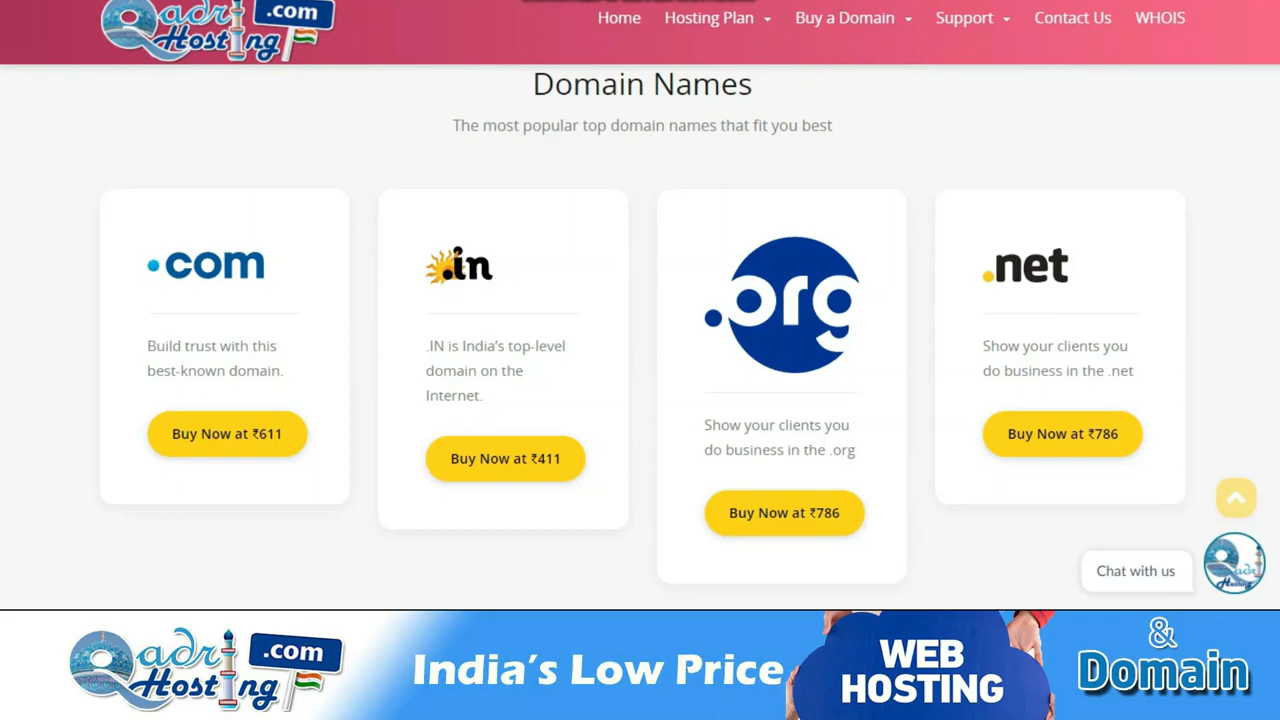 Qadri
Hosting
.com
Home
Hosting Plan
Buy a Domain
Support
Contact Us
WHOIS
Domain Names
The most popular top domain names that fit you best
.com
Build trust with this
best-known domain.
Buy Now at ₹611
.in
.IN is India’s top-level
domain on the
Internet.
Buy Now at ₹411
.org
Show your clients you
do business in the .org
Buy Now at ₹786
.net
Show your clients you
do business in the .net
Buy Now at ₹786
Chat with us
Qadri
Hosting
Qadri
Hosting
.com
India’s Low Price
WEB
HOSTING
&
Domain